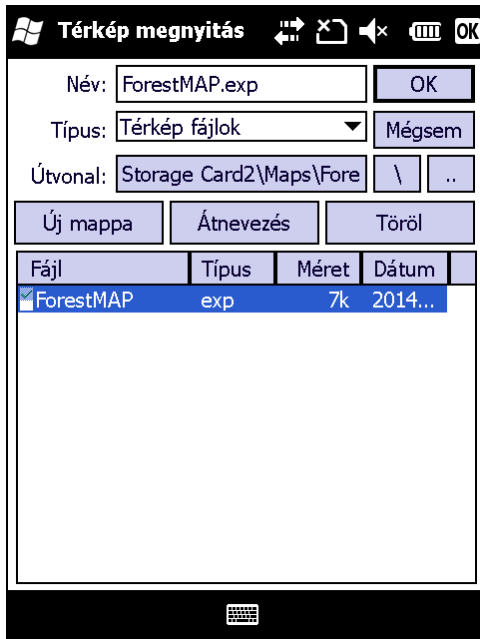 Térkép megnyitás OK
Név: ForestMAP.exp OK
Típus: Térkép fájlok Mégsem
Útvonal: Storage Card2\Maps\Fore \ ..
Új mappa Átnevezés Töröl
Fájl Típus Méret Dátum
ForestMAP exp 7k 2014...